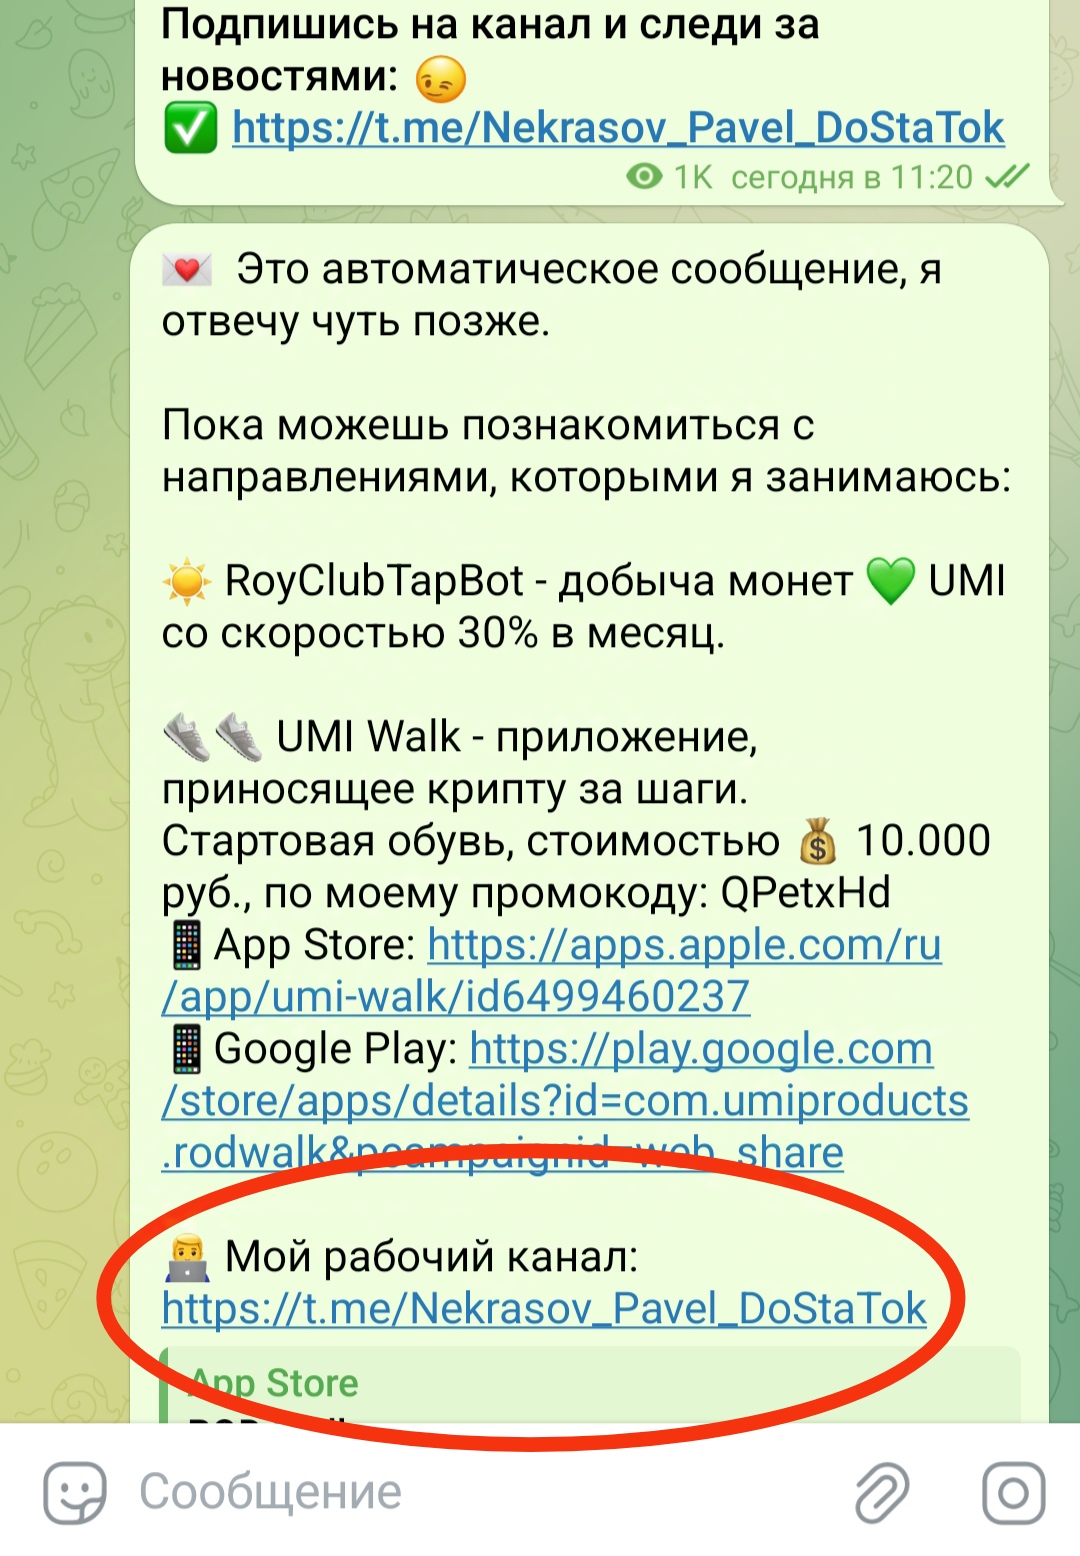 Подпишись на канал и следи за
новостями: 😉
✅ https://t.me/Nekrasov_Pavel_DoStaTok
1K сегодня в 11:20
💌 Это автоматическое сообщение, я
отвечу чуть позже.
Пока можешь познакомиться с
направлениями, которыми я занимаюсь:
☀️ RoyClubTapBot - добыча монет 💚 UMI
со скоростью 30% в месяц.
👟👟 UMI Walk - приложение,
приносящее крипту за шаги.
Стартовая обувь, стоимостью 💰 10.000
руб., по моему промокоду: QPetxHd
📱App Store: https://apps.apple.com/ru
/app/umi-walk/id6499460237
📱Google Play: https://play.google.com
/store/apps/details?id=com.umiproducts
.rodwalk&pcampaignid=web_share
👨‍💻 Мой рабочий канал:
https://t.me/Nekrasov_Pavel_DoStaTok
App Store
Сообщение